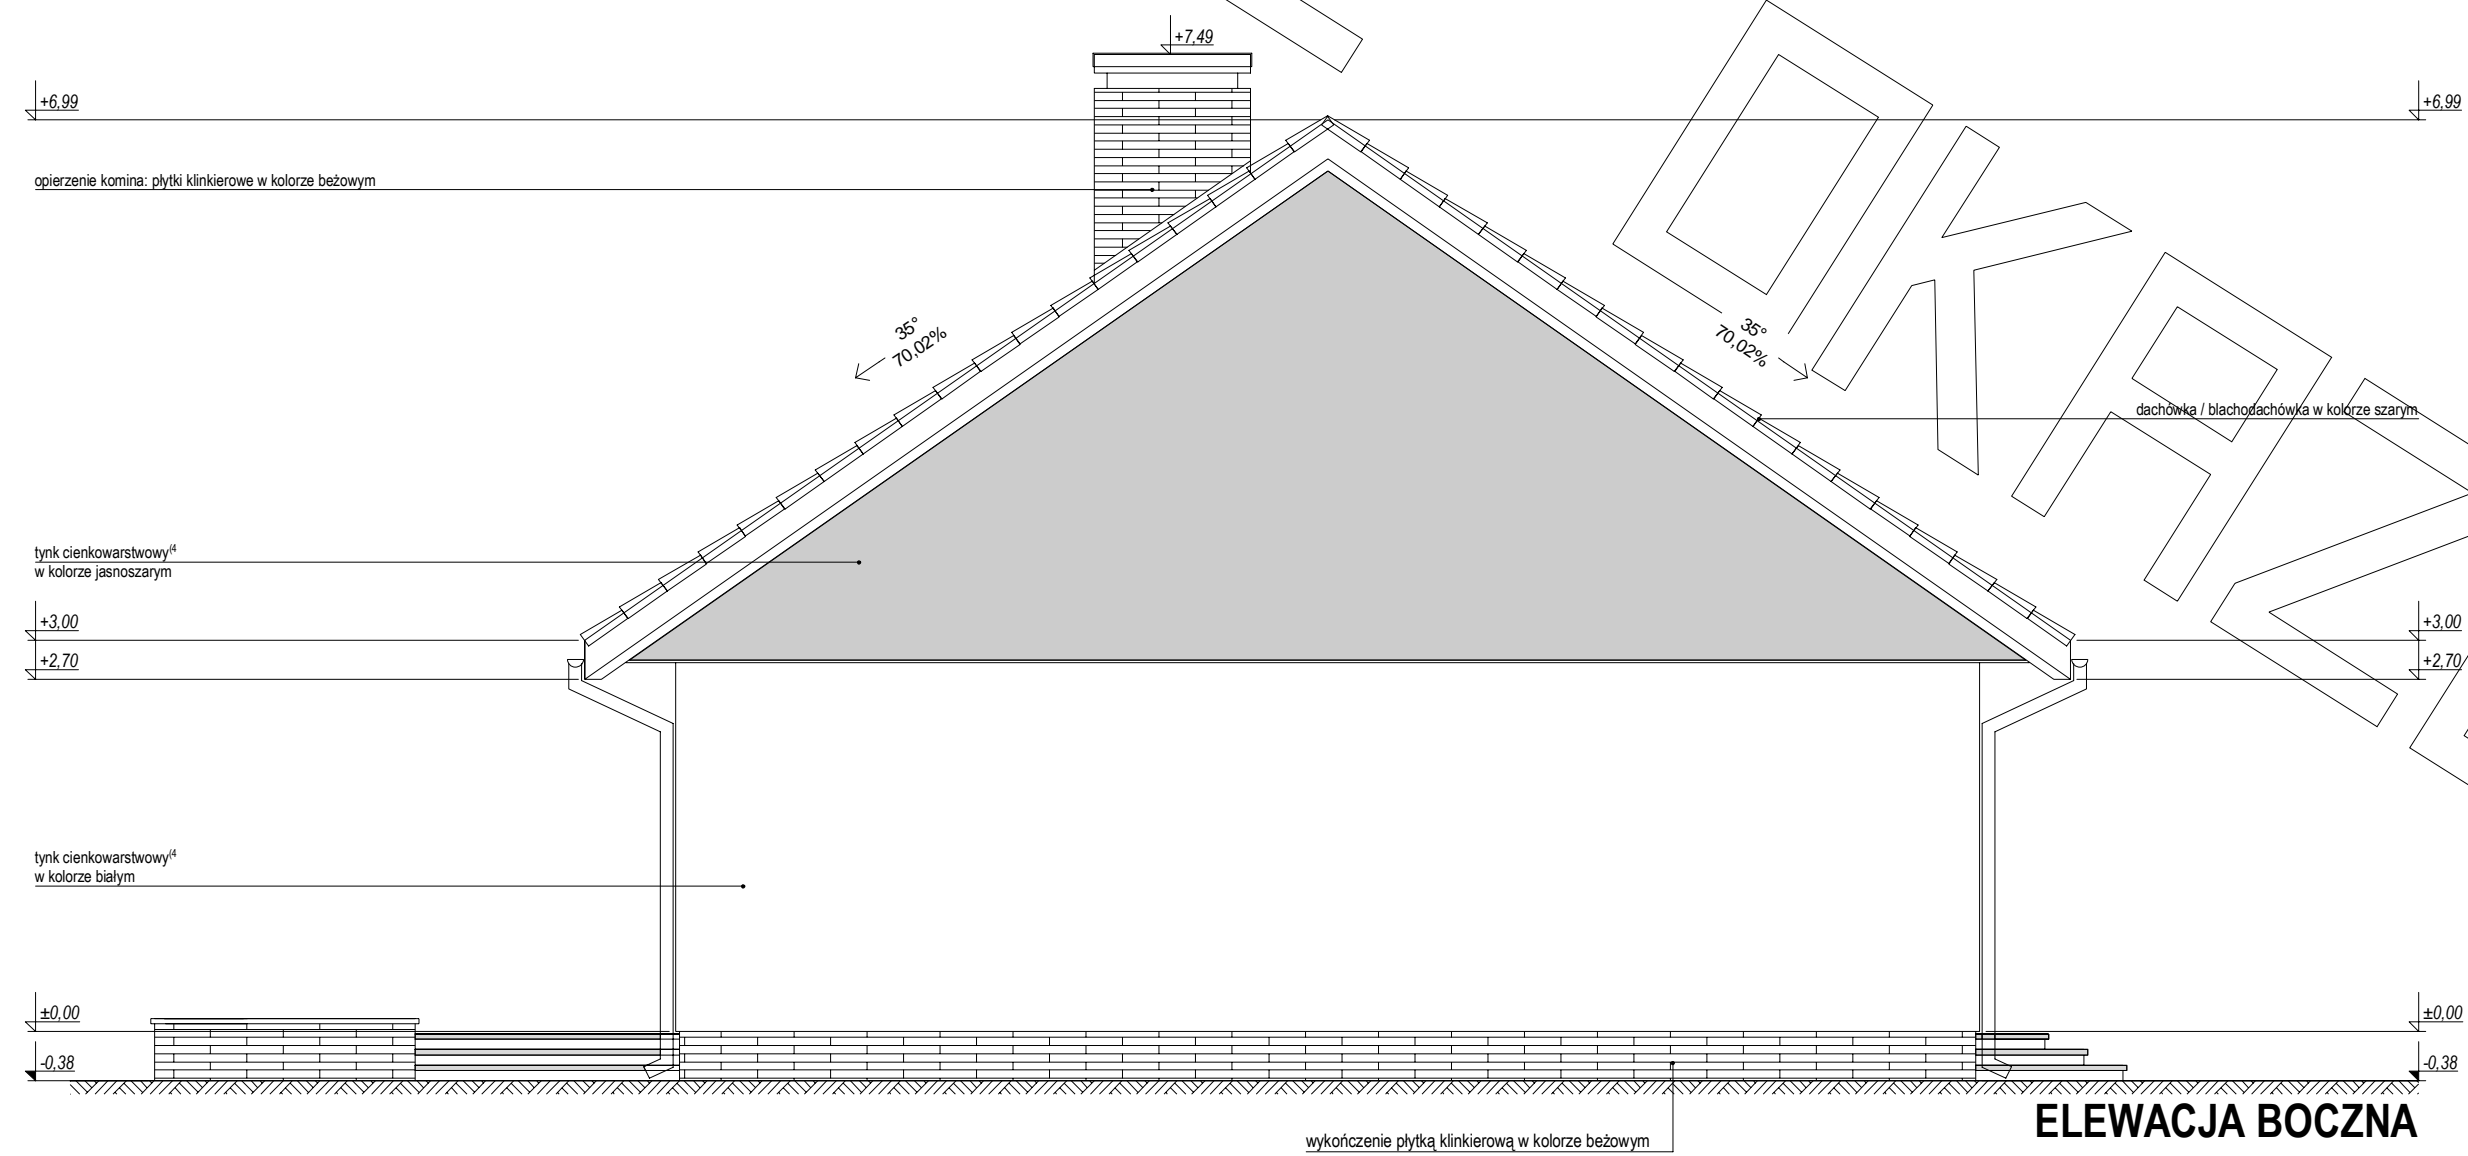 +7,49
+6,99
+6,99
opierzenie komina: płytki klinkierowe w kolorze beżowym
35°
70,02%
35°
70,02%
dachówka / blachodachówka w kolorze szarym
tynk cienkowarstwowy(4
w kolorze jasnoszarym
+3,00
+3,00
+2,70
+2,70
tynk cienkowarstwowy(4
w kolorze białym
±0,00
±0,00
-0,38
-0,38
ELEWACJA BOCZNA
wykończenie płytką klinkierową w kolorze beżowym